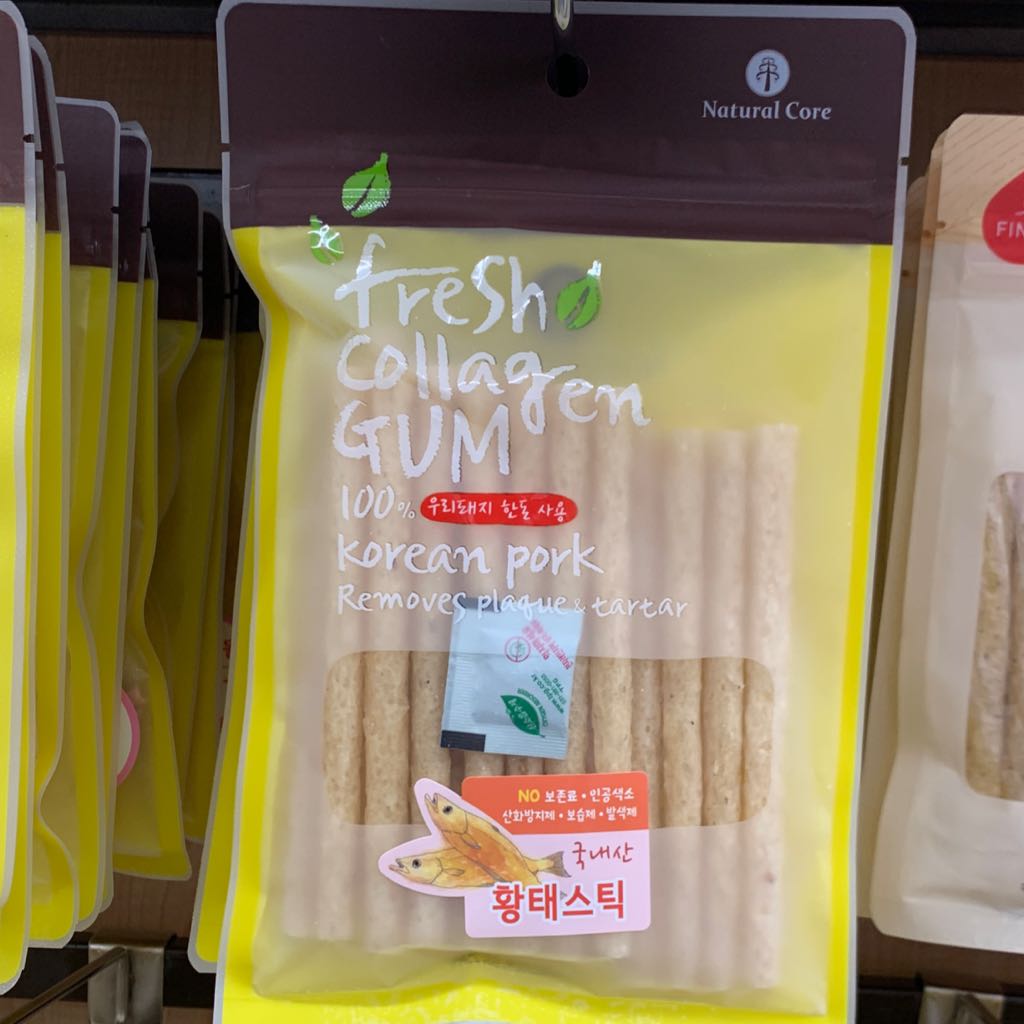 Natural Core
fresh
collagen
GUM
100% 우리돼지 한돈 사용
korean pork
Removes plaque & tartar
NO 보존료 • 인공색소
산화방지제 • 보습제 • 발색제
국내산
황태스틱
FIN